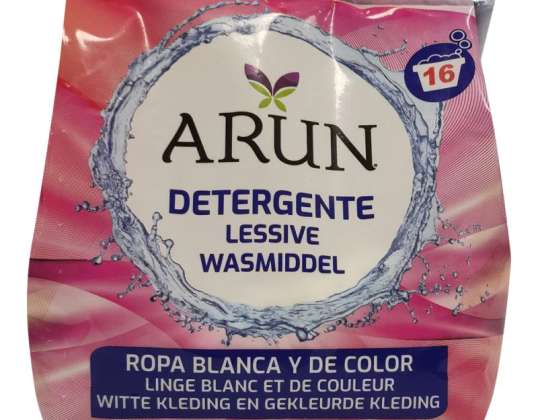 16
ARUN
DETERGENTE
LESSIVE
WASMIDDEL
ROPA BLANCA Y DE COLOR
LINGE BLANC ET DE COULEUR
WITTE KLEDING EN GEKLEURDE KLEDING